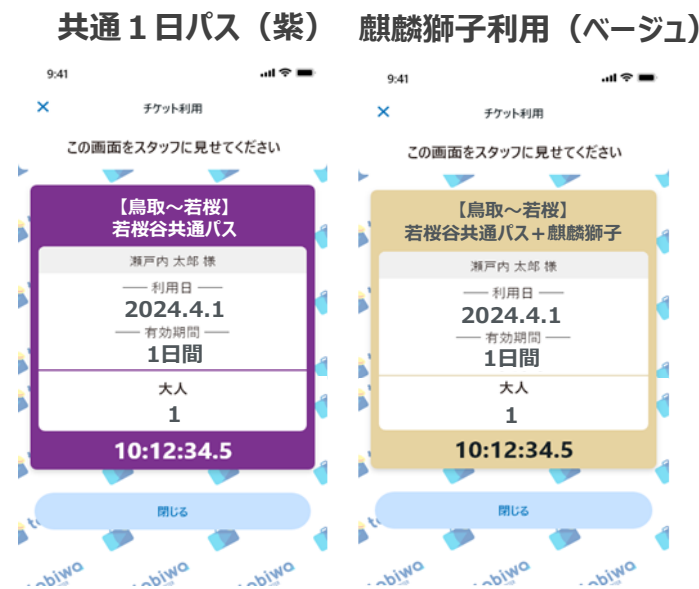 共通１日パス（紫）
9:41
チケット利用
この画面をスタッフに見せてください
【鳥取～若桜】
若桜谷共通パス
瀬戸内 太郎 様
利用日
2024.4.1
有効期間
1日間
大人
1
10:12:34.5
閉じる
tobiwa
麒麟獅子利用（ベージュ）
9:41
チケット利用
この画面をスタッフに見せてください
【鳥取～若桜】
若桜谷共通パス＋麒麟獅子
瀬戸内 太郎 様
利用日
2024.4.1
有効期間
1日間
大人
1
10:12:34.5
閉じる
tobiwa